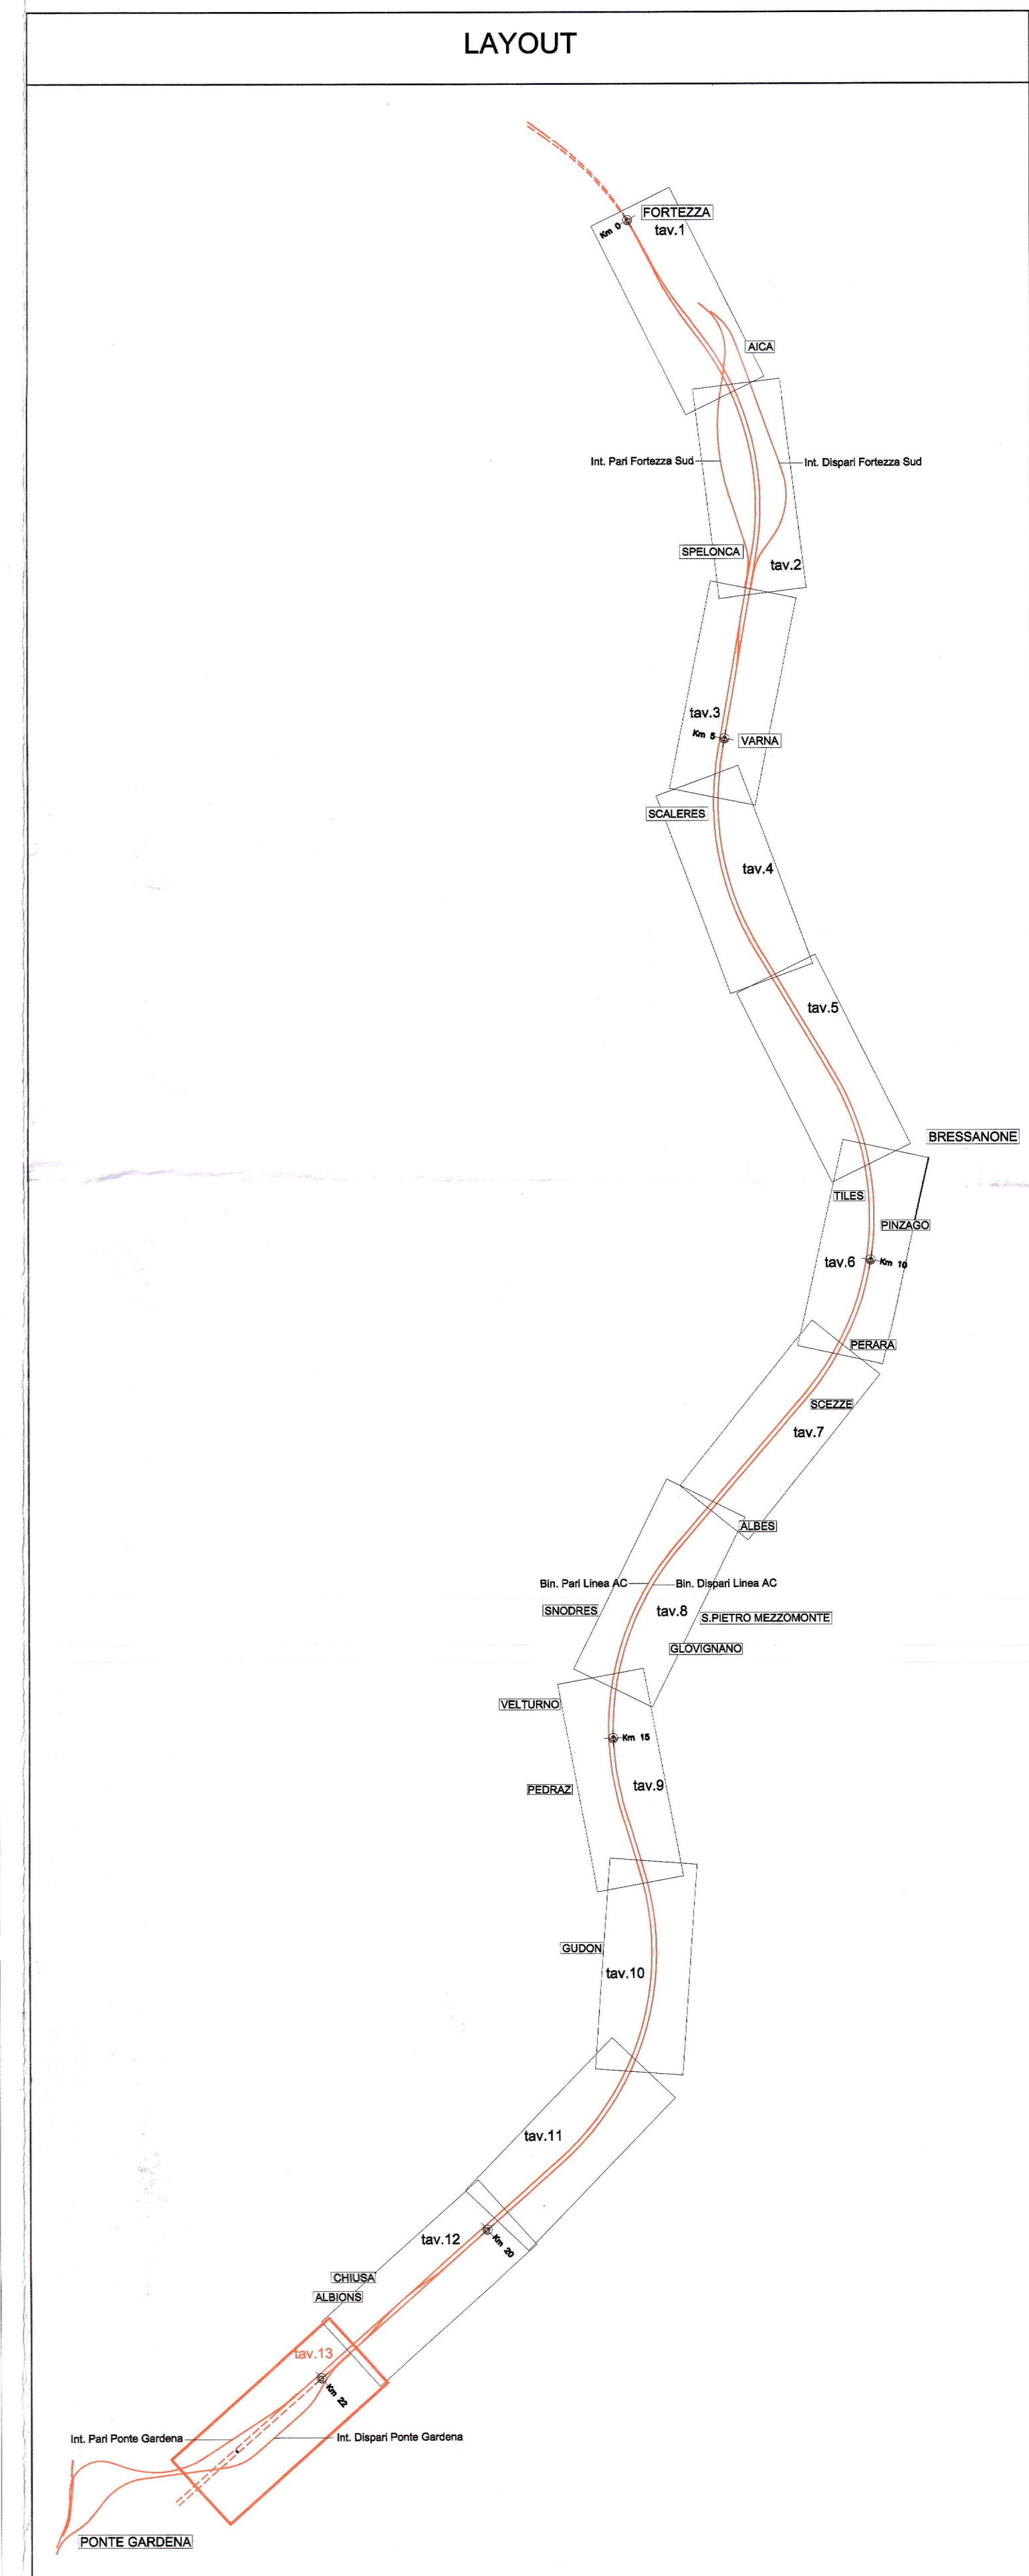 LAYOUT
FORTEZZA
Km 0
tav.1
AICA
Int. Pari Fortezza Sud
Int. Dispari Fortezza Sud
SPELONCA
tav.2
tav.3
Km 5
VARNA
SCALERES
tav.4
tav.5
BRESSANONE
TILES
PINZAGO
tav.6
Km 10
PERARA
SCEZZE
tav.7
ALBES
Bin. Pari Linea AC
Bin. Dispari Linea AC
SNODRES
tav.8
S.PIETRO MEZZOMONTE
GLOVIGNANO
VELTURNO
Km 15
PEDRAZ
tav.9
GUDON
tav.10
tav.11
tav.12
Km 20
CHIUSA
ALBIONS
tav.13
Km 22
Int. Pari Ponte Gardena
Int. Dispari Ponte Gardena
PONTE GARDENA